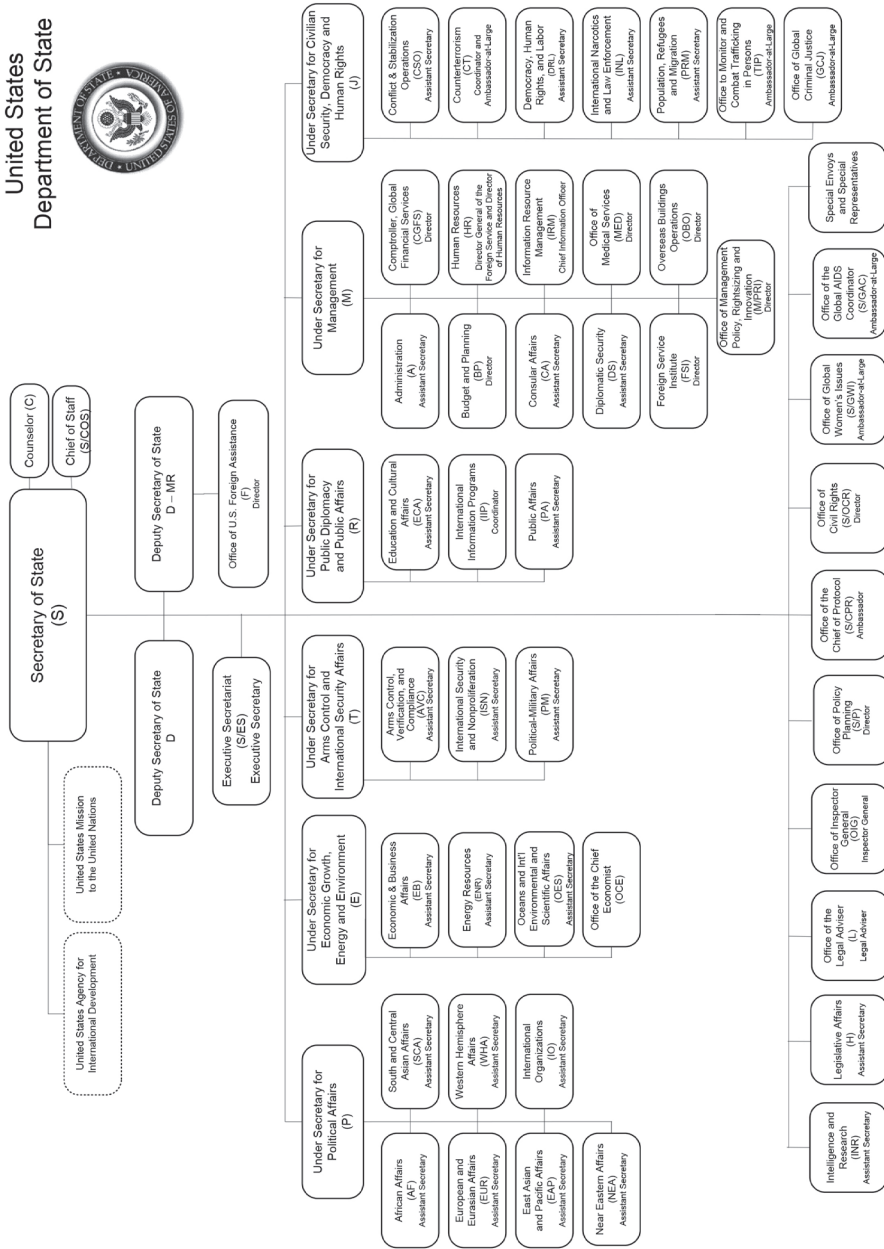 United States
Department of State
DEPARTMENT OF STATE
UNITED STATES OF AMERICA
Secretary of State
(S)
Counselor (C)
Chief of Staff
(S/COS)
United States Agency for
International Development
United States Mission
to the United Nations
Deputy Secretary of State
D
Deputy Secretary of State
D – MR
Executive Secretariat
(S/ES)
Executive Secretary
Office of U.S. Foreign Assistance
(F)
Director
Under Secretary for
Political Affairs
(P)
African Affairs
(AF)
Assistant Secretary
South and Central
Asian Affairs
(SCA)
Assistant Secretary
European and
Eurasian Affairs
(EUR)
Assistant Secretary
Western Hemisphere
Affairs
(WHA)
Assistant Secretary
East Asian
and Pacific Affairs
(EAP)
Assistant Secretary
International
Organizations
(IO)
Assistant Secretary
Near Eastern Affairs
(NEA)
Assistant Secretary
Under Secretary for
Economic Growth,
Energy and Environment
(E)
Economic & Business
Affairs
(EB)
Assistant Secretary
Energy Resources
(ENR)
Assistant Secretary
Oceans and Int'l
Environmental and
Scientific Affairs
(OES)
Assistant Secretary
Office of the Chief
Economist
(OCE)
Under Secretary for
Arms Control and
International Security Affairs
(T)
Arms Control,
Verification, and
Compliance
(AVC)
Assistant Secretary
International Security
and Nonproliferation
(ISN)
Assistant Secretary
Political-Military Affairs
(PM)
Assistant Secretary
Under Secretary for
Public Diplomacy
and Public Affairs
(R)
Education and Cultural
Affairs
(ECA)
Assistant Secretary
International
Information Programs
(IIP)
Coordinator
Public Affairs
(PA)
Assistant Secretary
Under Secretary for
Management
(M)
Administration
(A)
Assistant Secretary
Comptroller, Global
Financial Services
(CGFS)
Director
Budget and Planning
(BP)
Director
Human Resources
(HR)
Director General of the
Foreign Service and Director
of Human Resources
Consular Affairs
(CA)
Assistant Secretary
Information Resource
Management
(IRM)
Chief Information Officer
Diplomatic Security
(DS)
Assistant Secretary
Office of
Medical Services
(MED)
Director
Foreign Service
Institute
(FSI)
Director
Overseas Buildings
Operations
(OBO)
Director
Office of Management
Policy, Rightsizing and
Innovation
(M/PRI)
Director
Under Secretary for Civilian
Security, Democracy and
Human Rights
(J)
Conflict & Stabilization
Operations
(CSO)
Assistant Secretary
Counterterrorism
(CT)
Coordinator and
Ambassador-at-Large
Democracy, Human
Rights, and Labor
(DRL)
Assistant Secretary
International Narcotics
and Law Enforcement
(INL)
Assistant Secretary
Population, Refugees
and Migration
(PRM)
Assistant Secretary
Office to Monitor and
Combat Trafficking
in Persons
(TIP)
Ambassador-at-Large
Office of Global
Criminal Justice
(GCJ)
Ambassador-at-Large
Intelligence and
Research
(INR)
Assistant Secretary
Legislative Affairs
(H)
Assistant Secretary
Office of the
Legal Adviser
(L)
Legal Adviser
Office of Inspector
General
(OIG)
Inspector General
Office of Policy
Planning
(S/P)
Director
Office of the
Chief of Protocol
(S/CPR)
Ambassador
Office of
Civil Rights
(S/OCR)
Director
Office of Global
Women's Issues
(S/GWI)
Ambassador-at-Large
Office of the
Global AIDS
Coordinator
(S/GAC)
Ambassador-at-Large
Special Envoys
and Special
Representatives